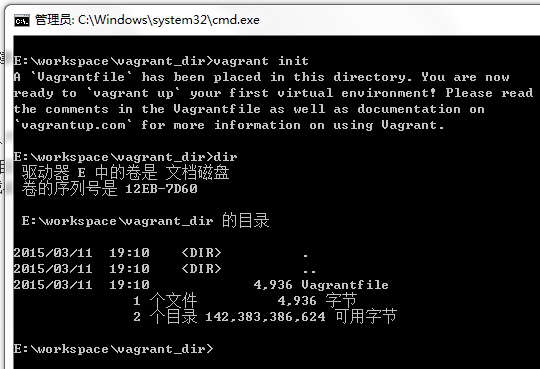 管理员: C:\Windows\system32\cmd.exe
E:\workspace\vagrant_dir>vagrant init
A `Vagrantfile` has been placed in this directory. You are now
ready to `vagrant up` your first virtual environment! Please read
the comments in the Vagrantfile as well as documentation on
`vagrantup.com` for more information on using Vagrant.
E:\workspace\vagrant_dir>dir
驱动器 E 中的卷是 文档磁盘
卷的序列号是 12EB-7D60
E:\workspace\vagrant_dir 的目录
2015/03/11  19:10    <DIR>          .
2015/03/11  19:10    <DIR>          ..
2015/03/11  19:10             4,936 Vagrantfile
1 个文件          4,936 字节
2 个目录 142,383,386,624 可用字节
E:\workspace\vagrant_dir>